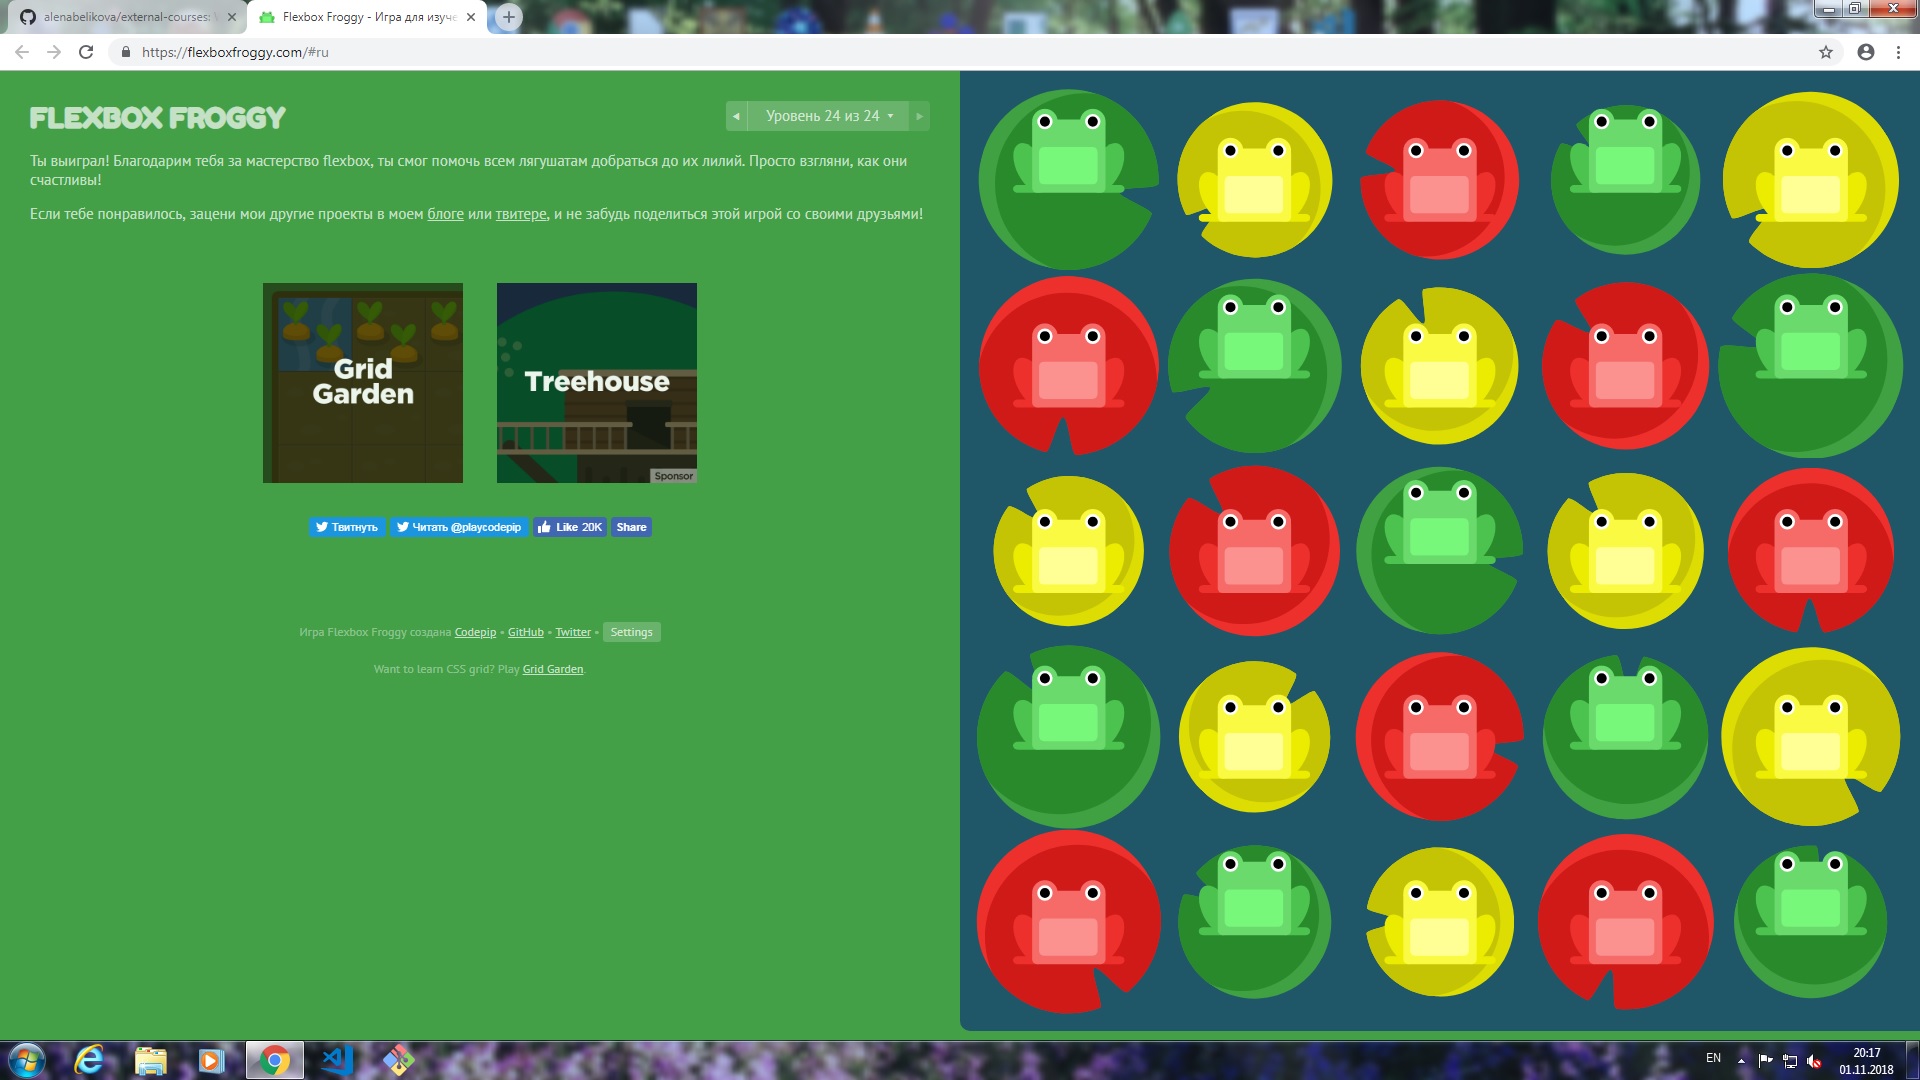 alenabelikova/external-courses:
Flexbox Froggy - Игра для изуче
https://flexboxfroggy.com/#ru
FLEXBOX FROGGY
Уровень 24 из 24
Ты выиграл! Благодарим тебя за мастерство flexbox, ты смог помочь всем лягушатам добраться до их лилий. Просто взгляни, как они
счастливы!
Если тебе понравилось, зацени мои другие проекты в моем блоге или твитере, и не забудь поделиться этой игрой со своими друзьями!
Grid
Garden
Treehouse
Sponsor
Твитнуть
Читать @playcodepip
Like 20K
Share
Игра Flexbox Froggy создана Codepip • GitHub • Twitter • Settings
Want to learn CSS grid? Play Grid Garden.
EN
20:17
01.11.2018